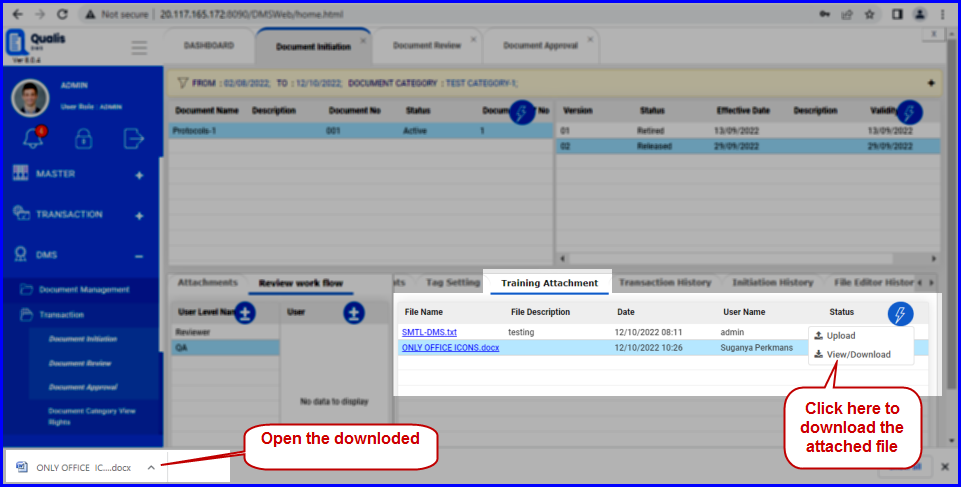 Not secure | 20.117.165.172:8090/DMSWeb/home.html
Qualis
DMS
Ver 8.0.4
DASHBOARD
Document Initiation
Document Review
Document Approval
x
ADMIN
User Role : ADMIN
MASTER
TRANSACTION
DMS
Document Management
Transaction
Document Initiation
Document Review
Document Approval
Document Category View
Rights
FROM : 02/08/2022; TO : 12/10/2022; DOCUMENT CATEGORY : TEST CATEGORY-1;
Document Name Description Document No Status No
Protocols-1 001 Active 1
Version Status Effective Date Description Validity
01 Retired 13/09/2022 13/09/2022
02 Released 29/09/2022 29/09/2022
Attachments Review work flow
User Level Nam User
Reviewer
QA
No data to display
nts Tag Setting Training Attachment Transaction History Initiation History File Editor Histor
File Name File Description Date User Name Status
SMTL-DMS.txt testing 12/10/2022 08:11 admin
ONLY OFFICE ICONS.docx 12/10/2022 10:26 Suganya Perkmans
Upload
View/Download
Click here to
download the
attached file
Open the downloded
ONLY OFFICE IC....docx